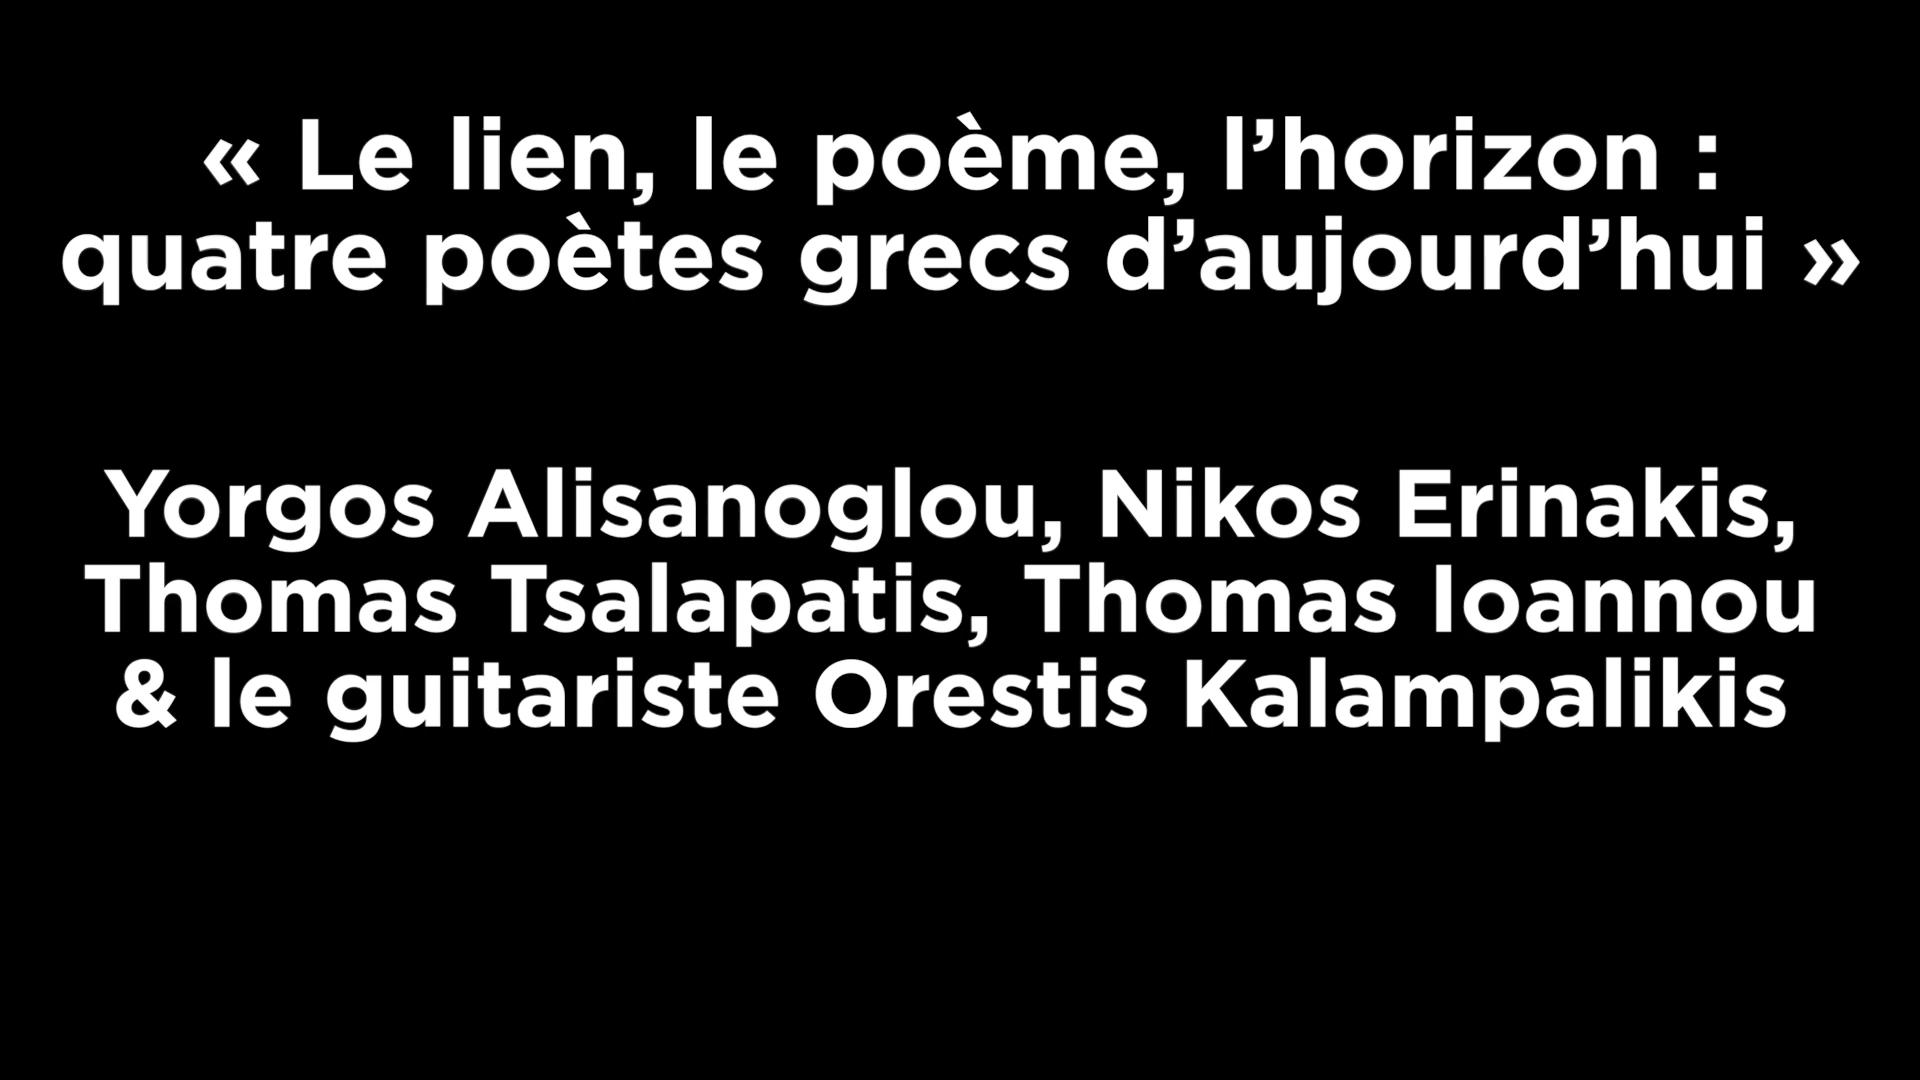 « Le lien, le poème, l’horizon :
quatre poètes grecs d’aujourd’hui »
Yorgos Alisanoglou, Nikos Erinakis,
Thomas Tsalapatis, Thomas Ioannou
& le guitariste Orestis Kalampalikis